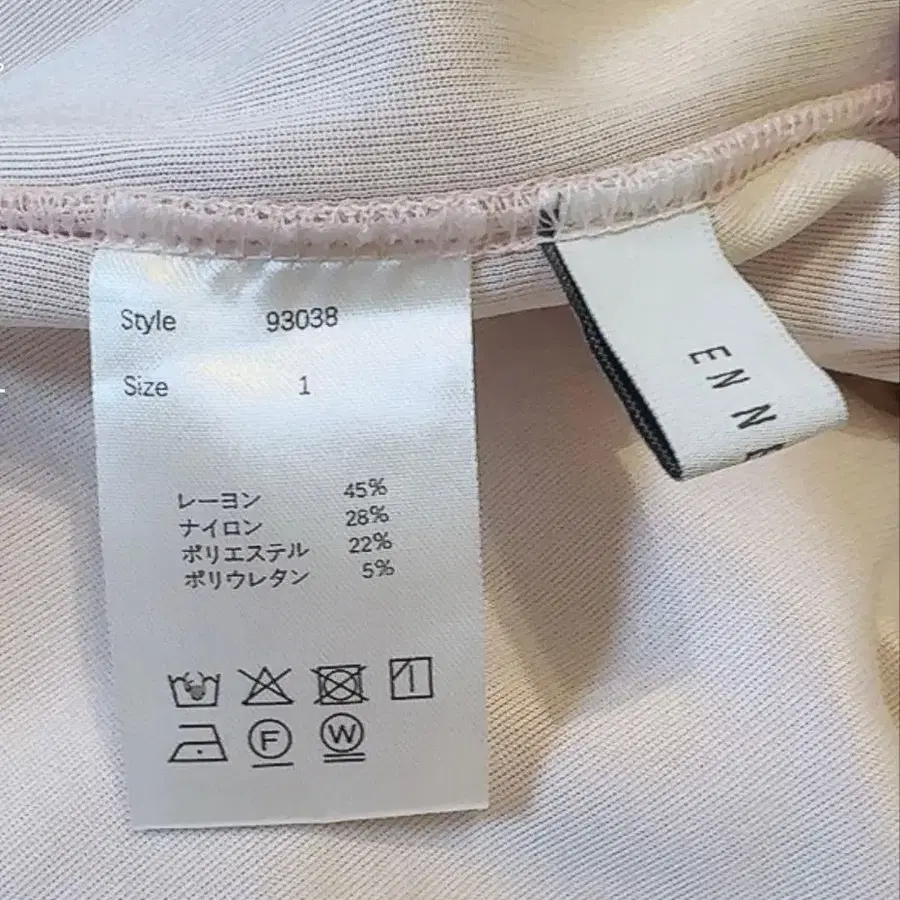 Style 93038
Size 1
レーヨン 45%
ナイロン 28%
ポリエステル 22%
ポリウレタン 5%
F
W
ENN